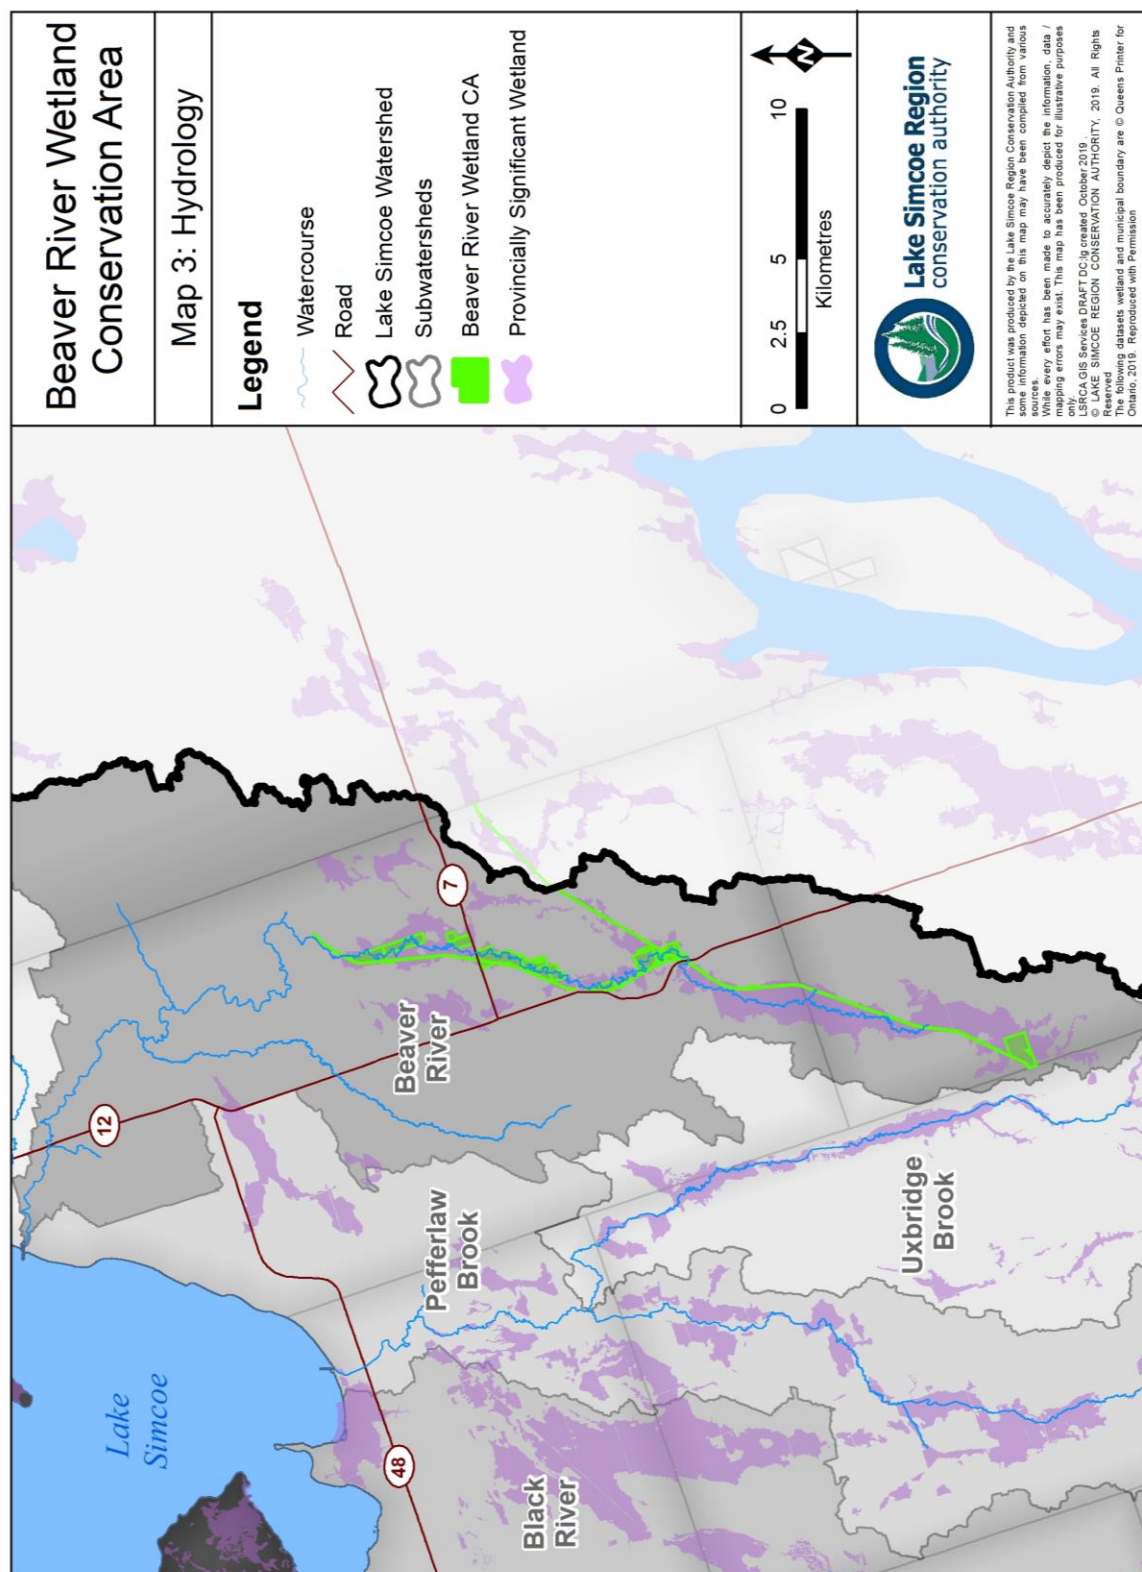 Beaver River Wetland
Conservation Area
Map 3: Hydrology
Legend
Watercourse
Road
Lake Simcoe Watershed
Subwatersheds
Beaver River Wetland CA
Provincially Significant Wetland
0 2.5 5 10
Kilometres
N
Lake Simcoe Region
conservation authority
This product was produced by the Lake Simcoe Region Conservation Authority and
some information depicted on this map may have been compiled from various
sources.
While every effort has been made to accurately depict the information, data /
mapping errors may exist. This map has been produced for illustrative purposes
only.
LSRCA GIS Services DRAFT DC:lg created October 2019.
© LAKE SIMCOE REGION CONSERVATION AUTHORITY, 2019. All Rights
Reserved
The following datasets wetland and municipal boundary are © Queens Printer for
Ontario, 2019. Reproduced with Permission
Lake
Simcoe
12
7
48
Beaver
River
Pefferlaw
Brook
Uxbridge
Brook
Black
River